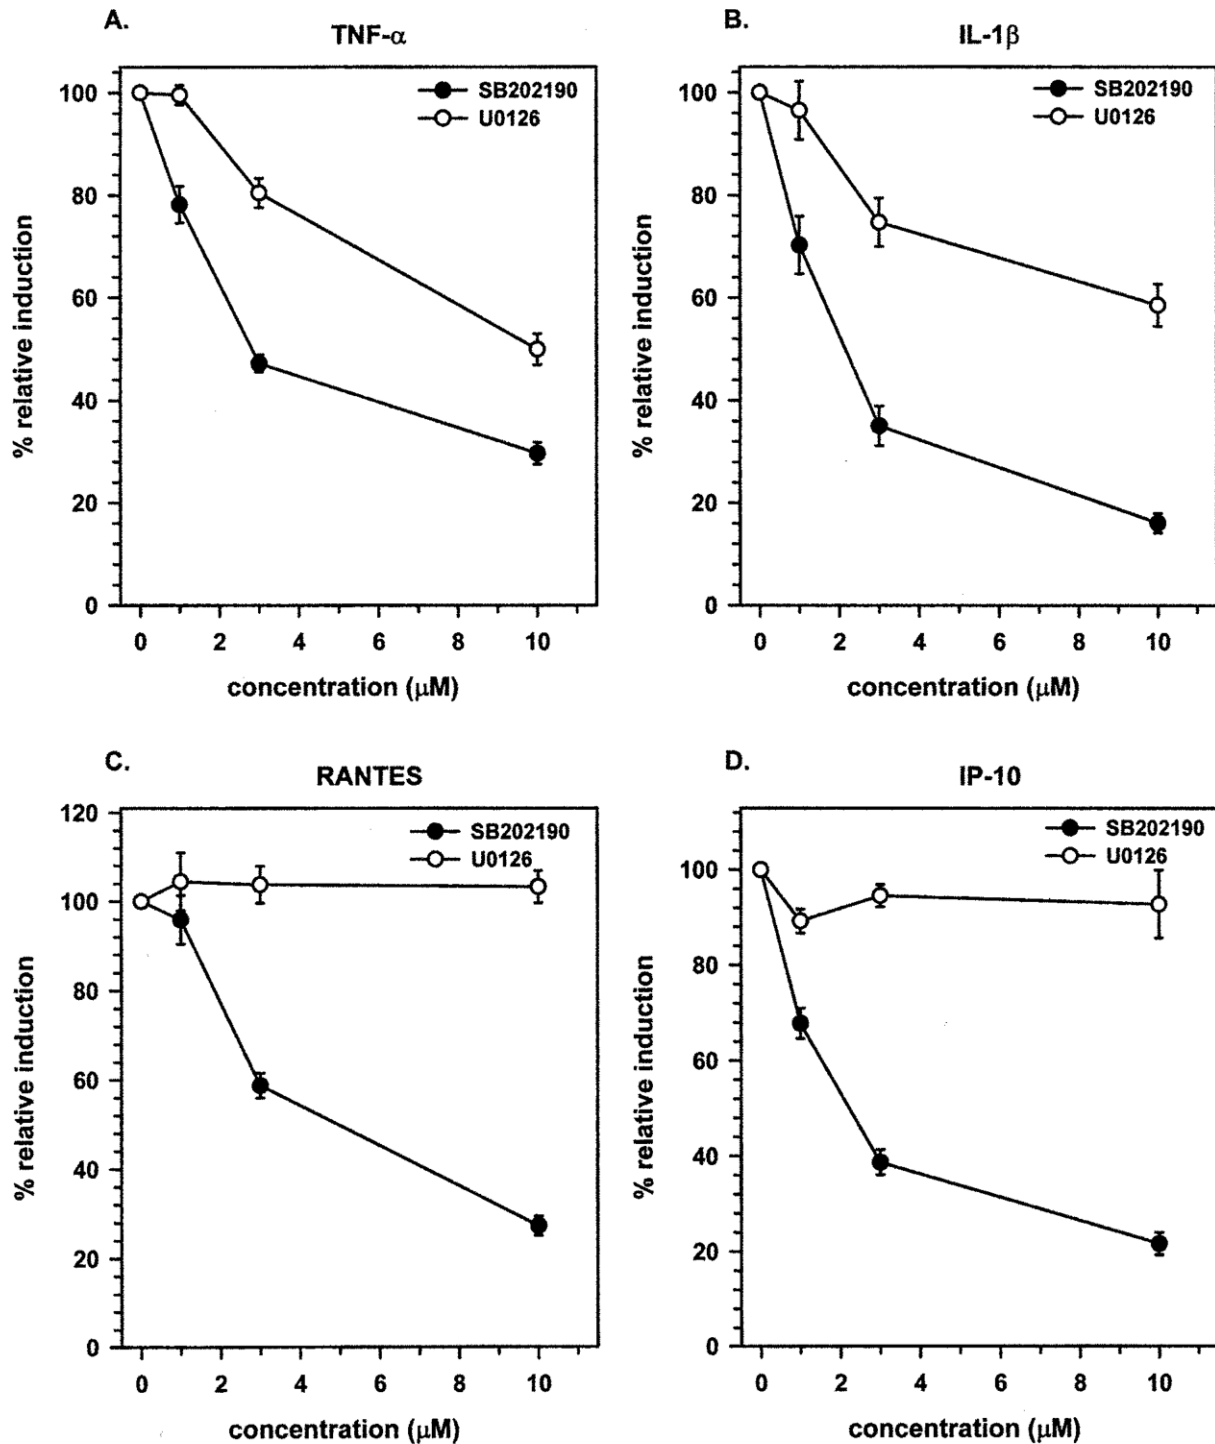 A.
TNF-α
SB202190
U0126
100
80
60
40
20
0
% relative induction
0 2 4 6 8 10
concentration (μM)
B.
IL-1β
SB202190
U0126
100
80
60
40
20
0
% relative induction
0 2 4 6 8 10
concentration (μM)
C.
RANTES
SB202190
U0126
120
100
80
60
40
20
0
% relative induction
0 2 4 6 8 10
concentration (μM)
D.
IP-10
SB202190
U0126
100
80
60
40
20
0
% relative induction
0 2 4 6 8 10
concentration (μM)